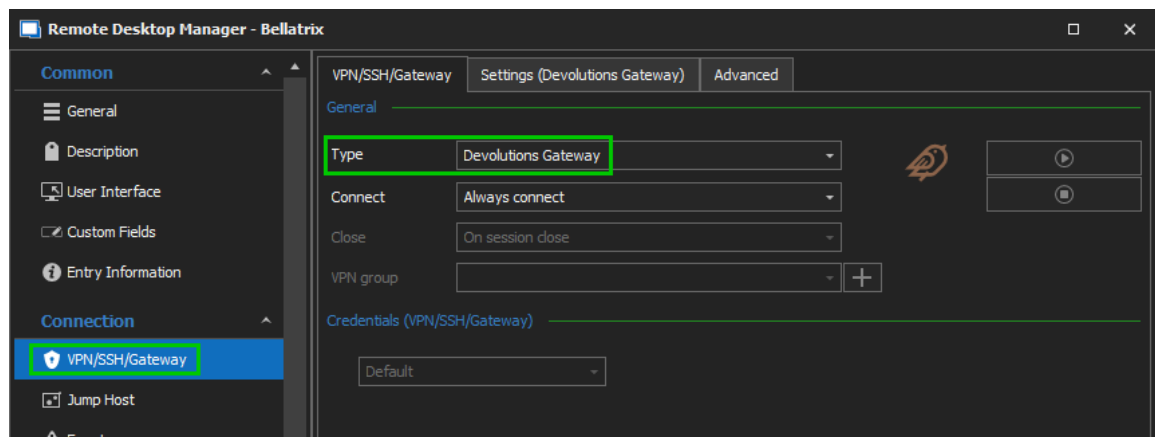 Remote Desktop Manager - Bellatrix
Common
General
Description
User Interface
Custom Fields
Entry Information
Connection
VPN/SSH/Gateway
Jump Host
VPN/SSH/Gateway Settings (Devolutions Gateway) Advanced
General
Type Devolutions Gateway
Connect Always connect
Close On session close
VPN group
Credentials (VPN/SSH/Gateway)
Default